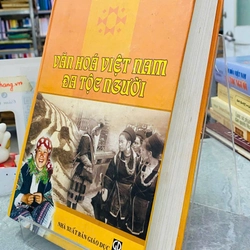 VĂN HOÁ VIỆT NAM
ĐA TỘC NGƯỜI
NHÀ XUẤT BẢN GIÁO DỤC